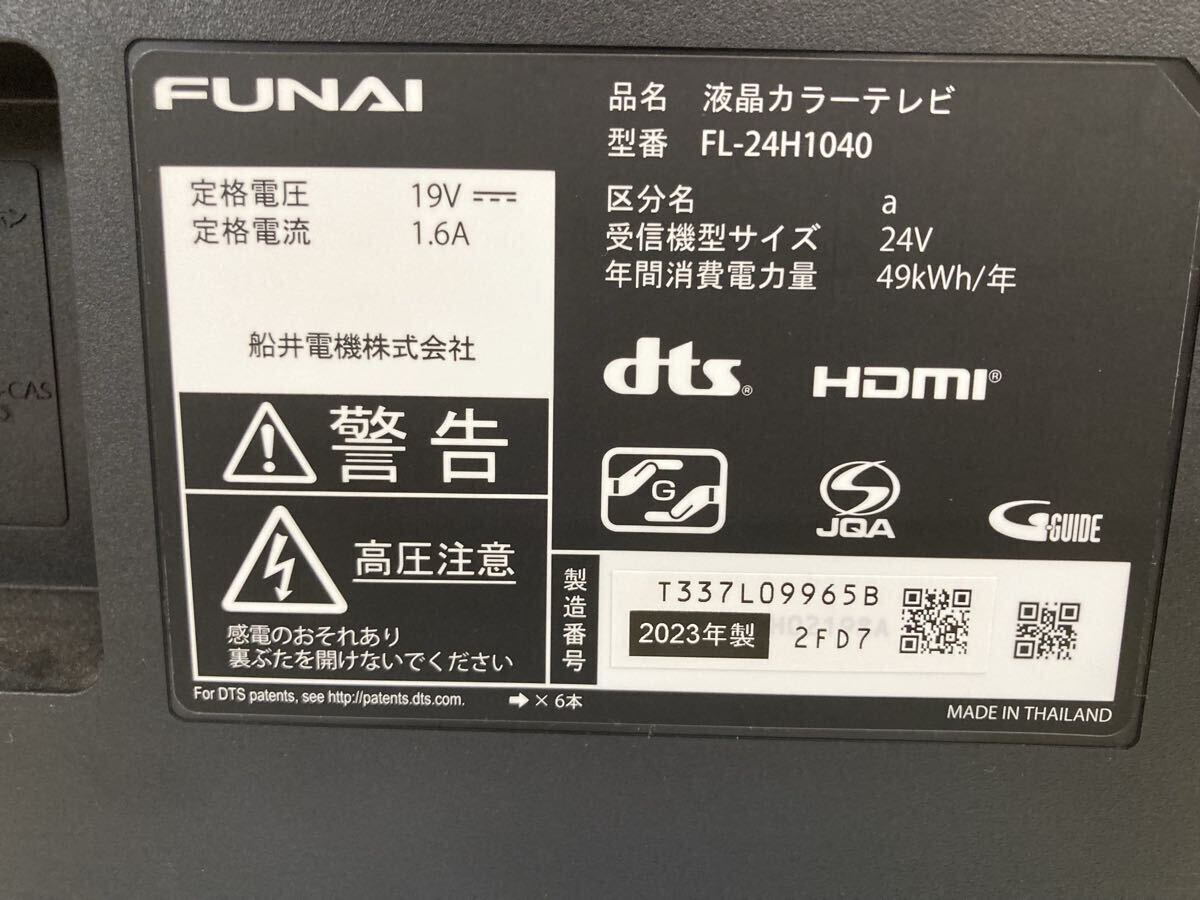 FUNAI
品名 液晶カラーテレビ
型番 FL-24H1040
定格電圧 19V
定格電流 1.6A
船井電機株式会社
区分名 a
受信機型サイズ 24V
年間消費電力量 49kWh/年
dts®
HDMI®
G
JQA
G-GUIDE
警告
高圧注意
感電のおそれあり
裏ぶたを開けないでください
製造番号
T337L09965B
2023年製 2FD7
For DTS patents, see http://patents.dts.com.
➡ × 6本
MADE IN THAILAND
-CAS